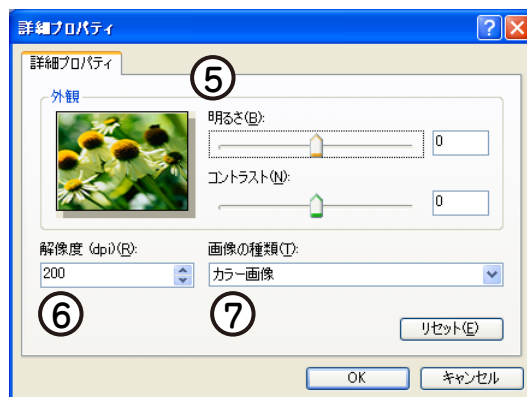 詳細プロパティ
詳細プロパティ
⑤
外観
明るさ(B):
0
コントラスト(N):
0
解像度 (dpi)(R):
画像の種類(T):
200
カラー画像
⑥
⑦
リセット(E)
OK
キャンセル